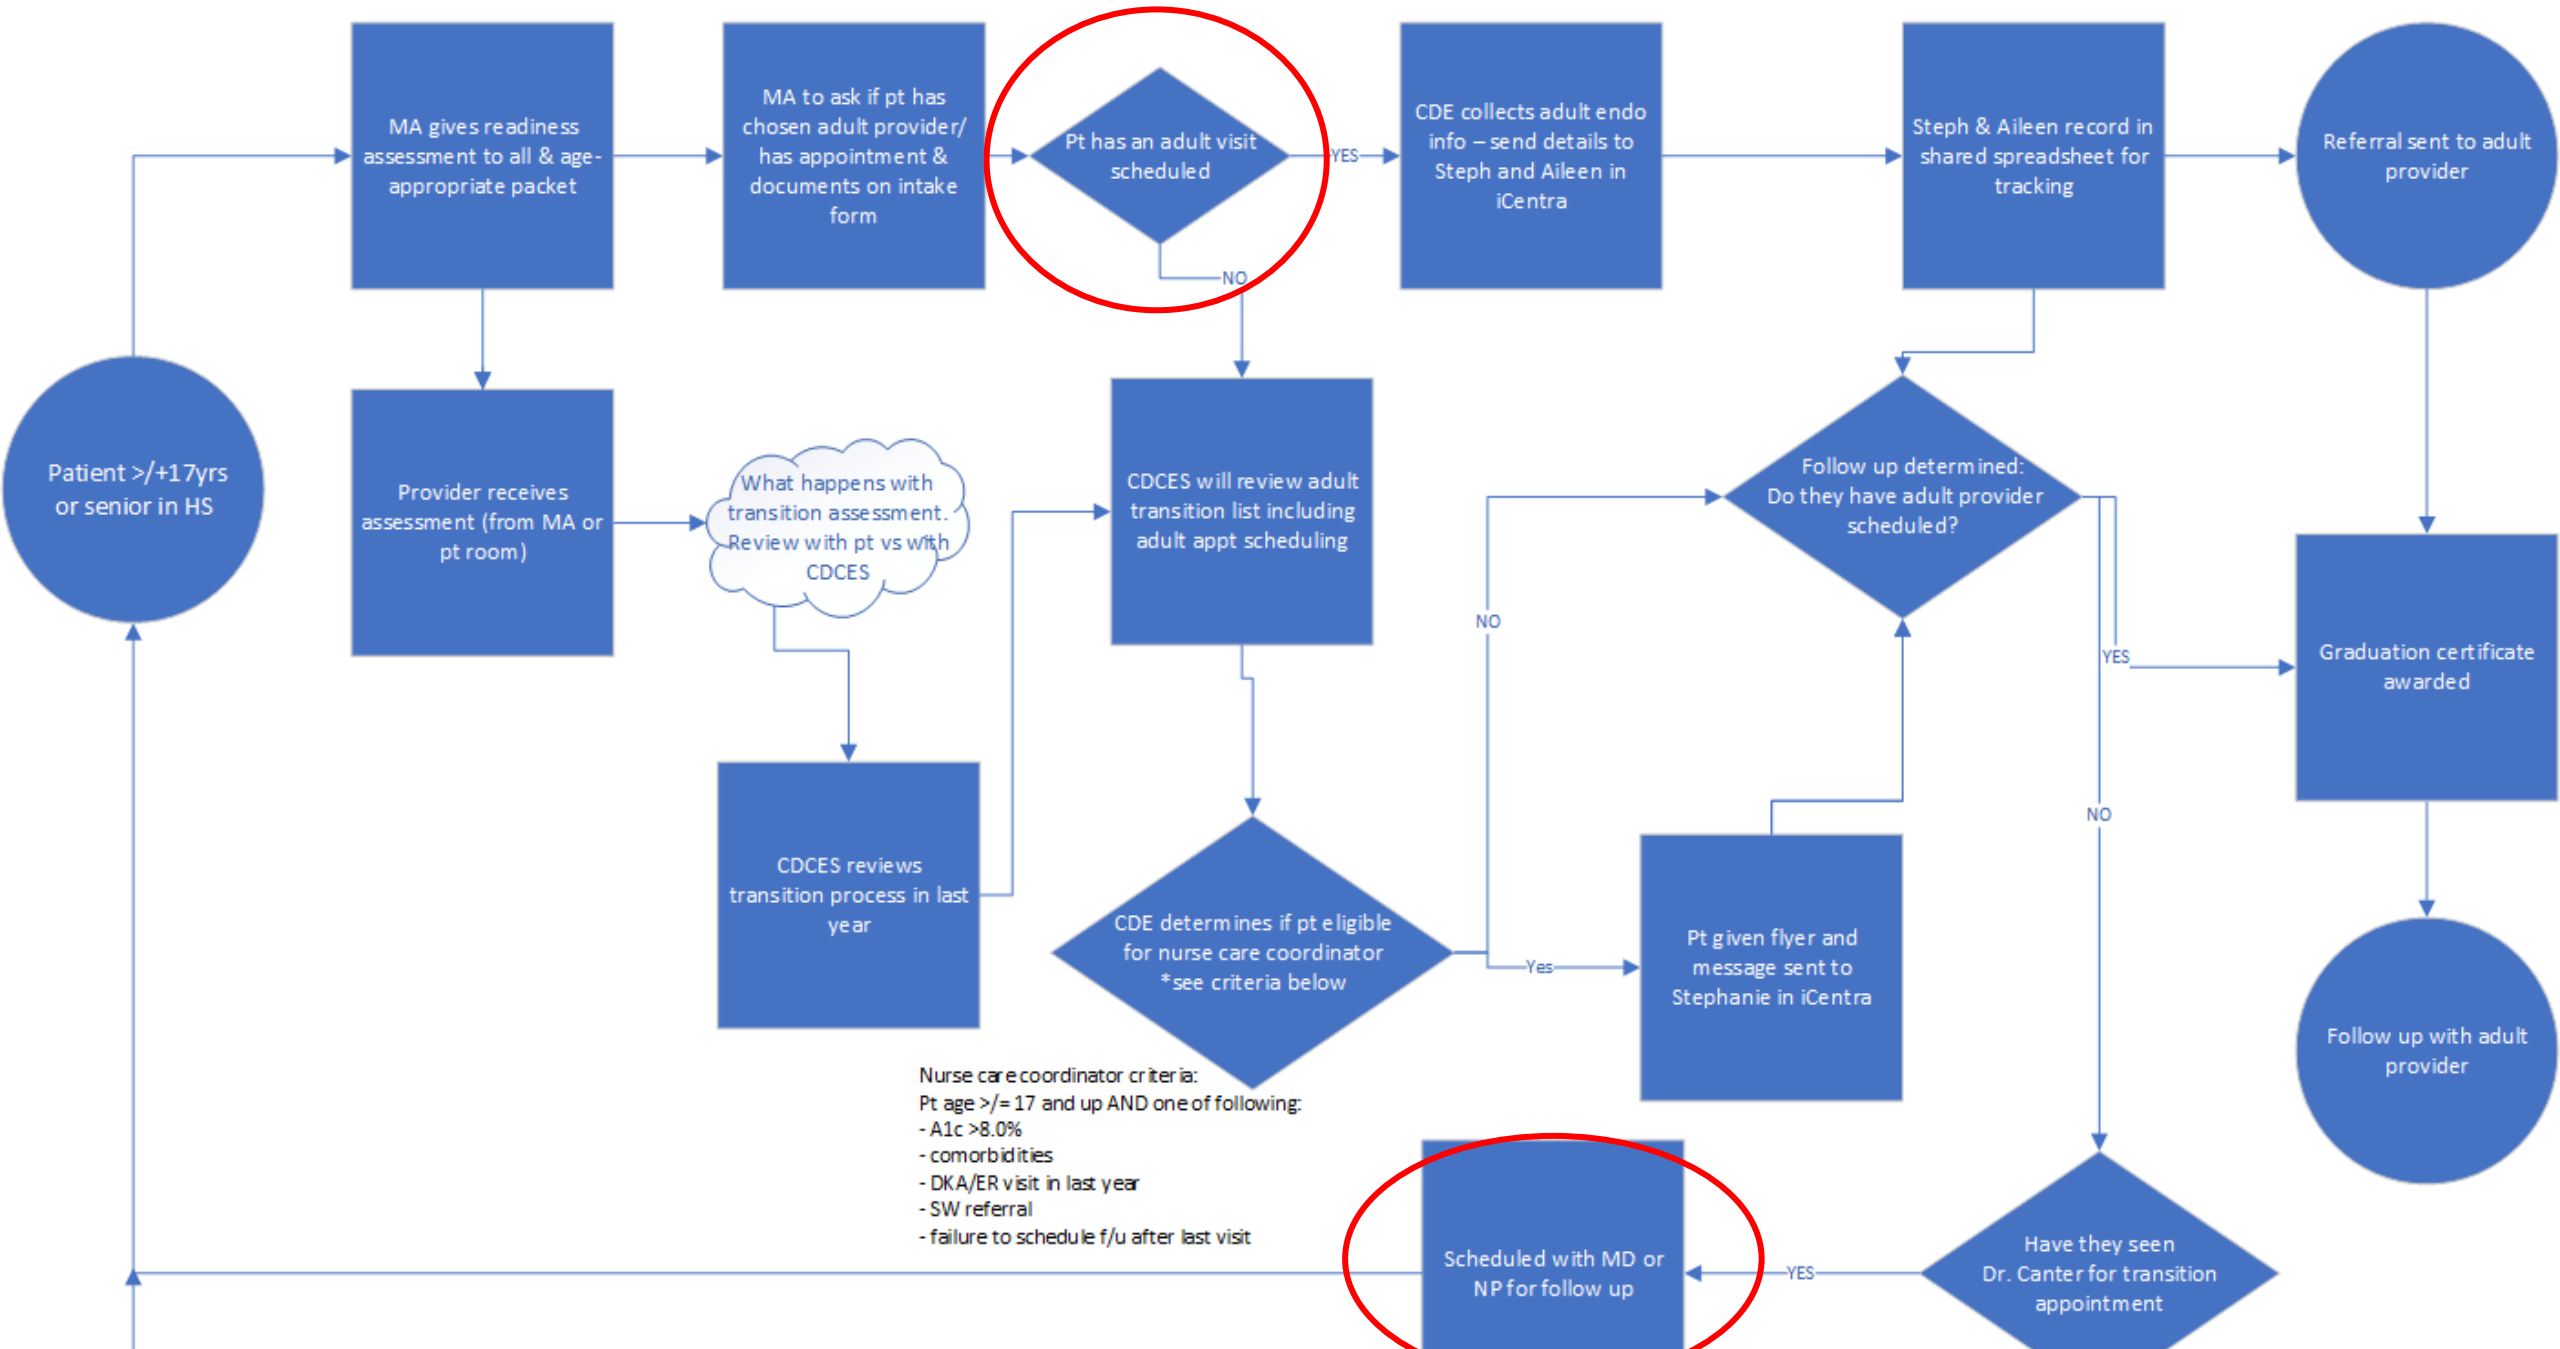 MA gives readiness
assessment to all & age-
appropriate packet
MA to ask if pt has
chosen adult provider/
has appointment &
documents on intake
form
Pt has an adult visit
scheduled
YES
NO
CDE collects adult endo
info – send details to
Steph and Aileen in
iCentra
Steph & Aileen record in
shared spreadsheet for
tracking
Referral sent to adult
provider
Patient >/+17yrs
or senior in HS
Provider receives
assessment (from MA or
pt room)
What happens with
transition assessment.
Review with pt vs with
CDCES
CDCES will review adult
transition list including
adult appt scheduling
Follow up determined:
Do they have adult provider
scheduled?
NO
YES
Graduation certificate
awarded
CDCES reviews
transition process in last
year
CDE determines if pt eligible
for nurse care coordinator
*see criteria below
Yes
Pt given flyer and
message sent to
Stephanie in iCentra
NO
Follow up with adult
provider
Nurse care coordinator criteria:
Pt age >/= 17 and up AND one of following:
- A1c >8.0%
- comorbidities
- DKA/ER visit in last year
- SW referral
- failure to schedule f/u after last visit
Scheduled with MD or
NP for follow up
YES
Have they seen
Dr. Canter for transition
appointment